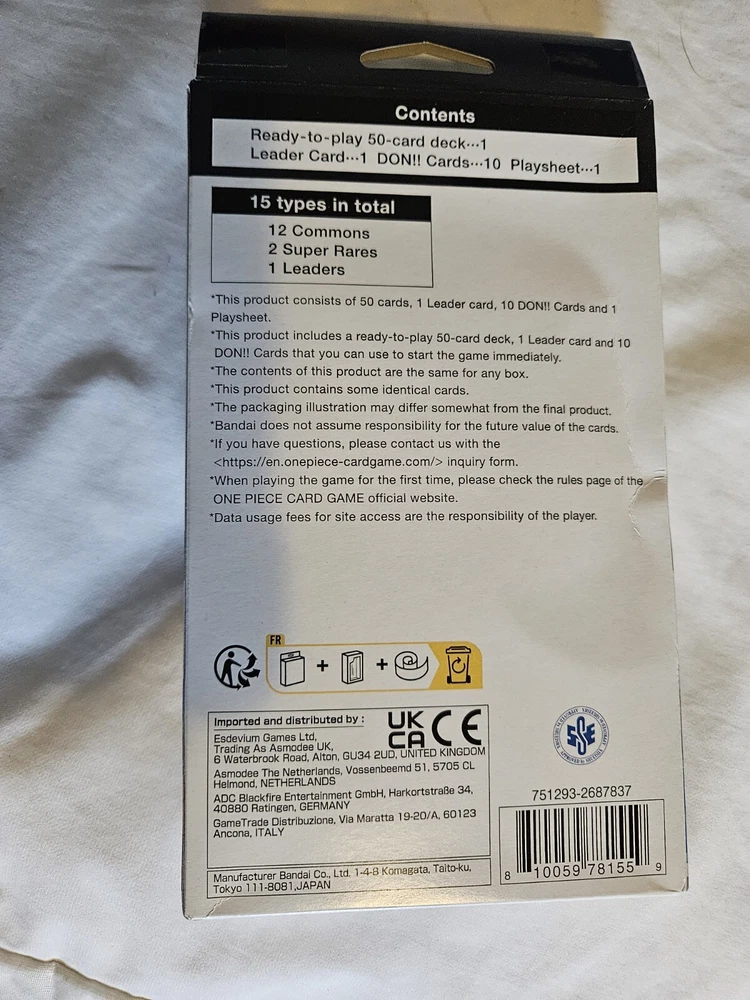 Contents
Ready-to-play 50-card deck···1
Leader Card···1 DON!! Cards···10 Playsheet···1
15 types in total
12 Commons
2 Super Rares
1 Leaders
*This product consists of 50 cards, 1 Leader card, 10 DON!! Cards and 1
Playsheet.
*This product includes a ready-to-play 50-card deck, 1 Leader card and 10
DON!! Cards that you can use to start the game immediately.
*The contents of this product are the same for any box.
*This product contains some identical cards.
*The packaging illustration may differ somewhat from the final product.
*Bandai does not assume responsibility for the future value of the cards.
*If you have questions, please contact us with the
<https://en.onepiece-cardgame.com/> inquiry form.
*When playing the game for the first time, please check the rules page of the
ONE PIECE CARD GAME official website.
*Data usage fees for site access are the responsibility of the player.
FR
+ +
Imported and distributed by :
UK
CA CE
Esdevium Games Ltd,
Trading As Asmodee UK,
6 Waterbrook Road, Alton, GU34 2UD, UNITED KINGDOM
Asmodee The Netherlands, Vossenbeemd 51, 5705 CL
Helmond, NETHERLANDS
ADC Blackfire Entertainment GmbH, Harkortstraße 34,
40880 Ratingen, GERMANY
GameTrade Distribuzione, Via Maratta 19-20/A, 60123
Ancona, ITALY
Manufacturer Bandai Co., Ltd. 1-4-8 Komagata, Taito-ku,
Tokyo 111-8081,JAPAN
751293-2687837
8 10059 78155 9